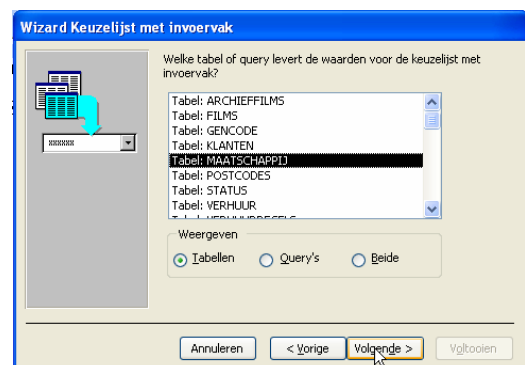 Wizard Keuzelijst met invoervak
Welke tabel of query levert de waarden voor de keuzelijst met
invoervak?
xxxxxx
Tabel: ARCHIEFFILMS
Tabel: FILMS
Tabel: GENCODE
Tabel: KLANTEN
Tabel: MAATSCHAPPIJ
Tabel: POSTCODES
Tabel: STATUS
Tabel: VERHUUR
Weergeven
Tabellen Query's Beide
Annuleren < Vorige Volgende > Voltooien